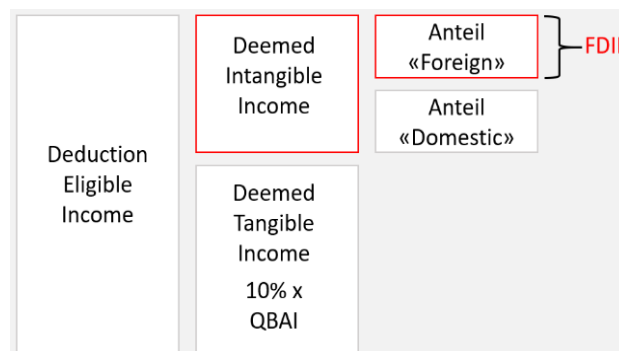 Deduction
Eligible
Income
Deemed
Intangible
Income
Deemed
Tangible
Income
10% x
QBAI
Anteil
«Foreign»
Anteil
«Domestic»
FDII